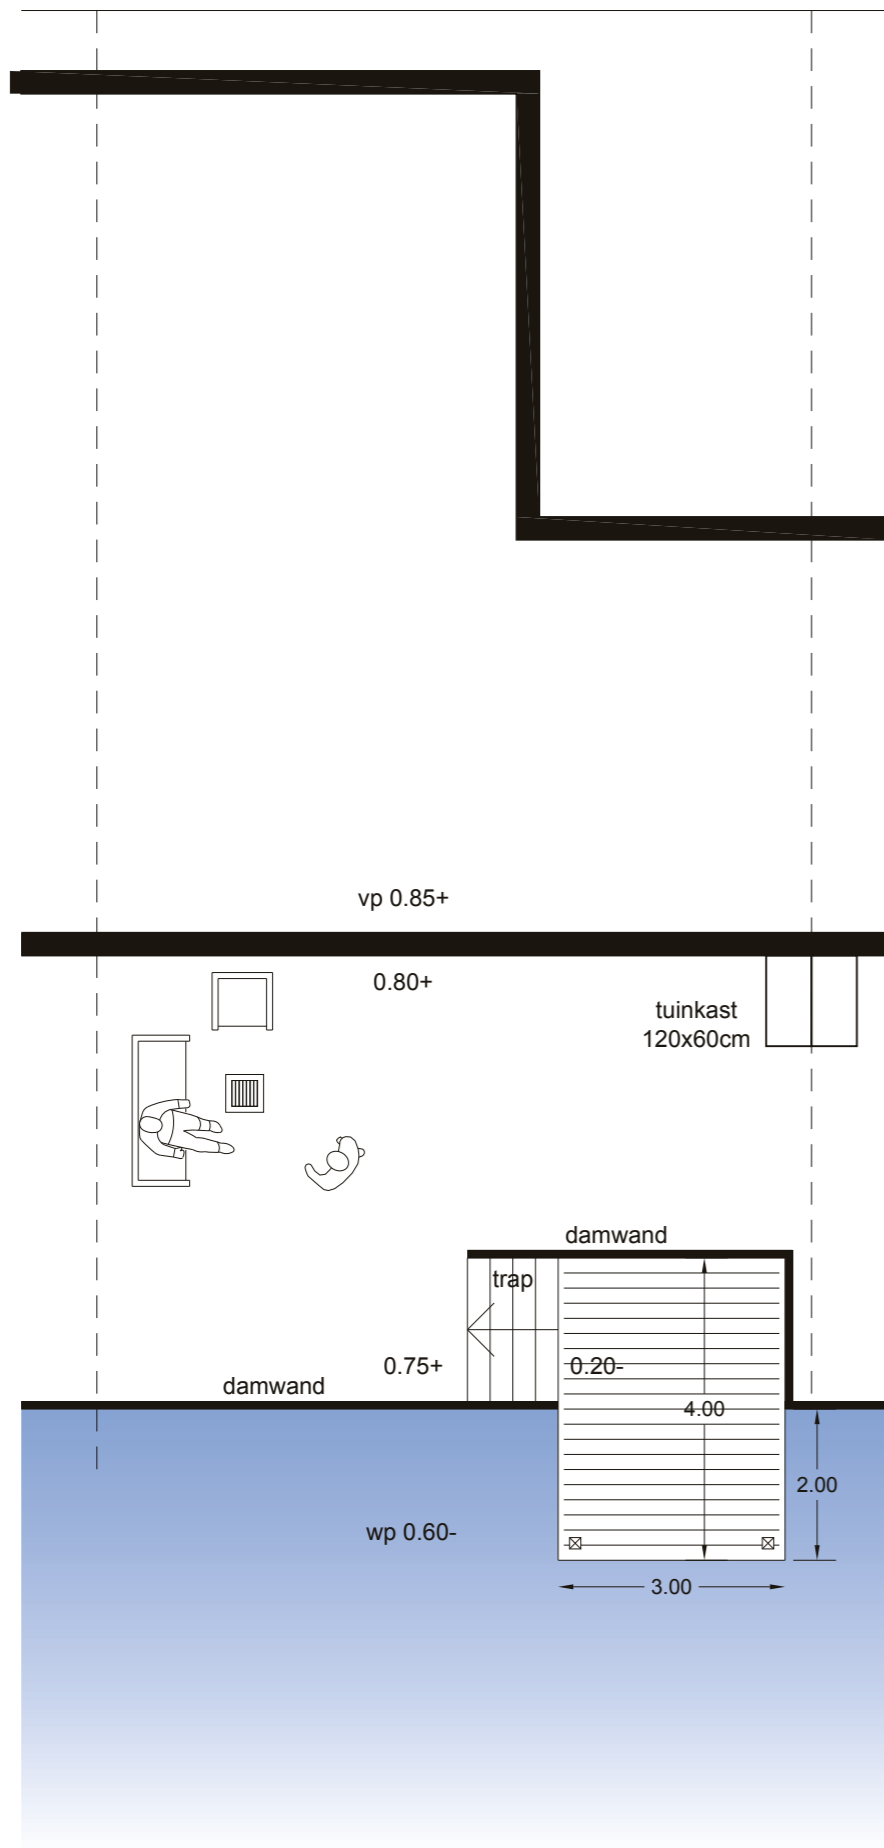 vp 0.85+
0.80+
tuinkast
120x60cm
damwand
trap
0.75+
0.20-
damwand
4.00
2.00
wp 0.60-
3.00